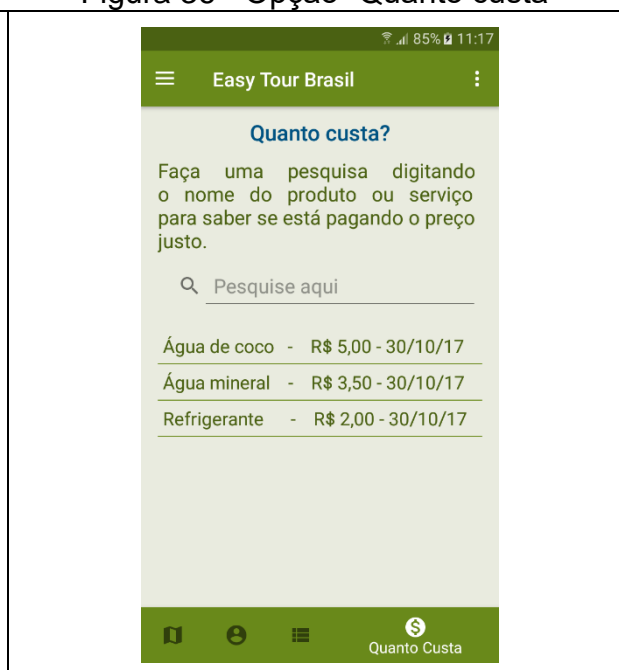 85% 11:17
Easy Tour Brasil
Quanto custa?
Faça uma pesquisa digitando
o nome do produto ou serviço
para saber se está pagando o preço
justo.
Pesquise aqui
Água de coco - R$ 5,00 - 30/10/17
Água mineral - R$ 3,50 - 30/10/17
Refrigerante - R$ 2,00 - 30/10/17
Quanto Custa